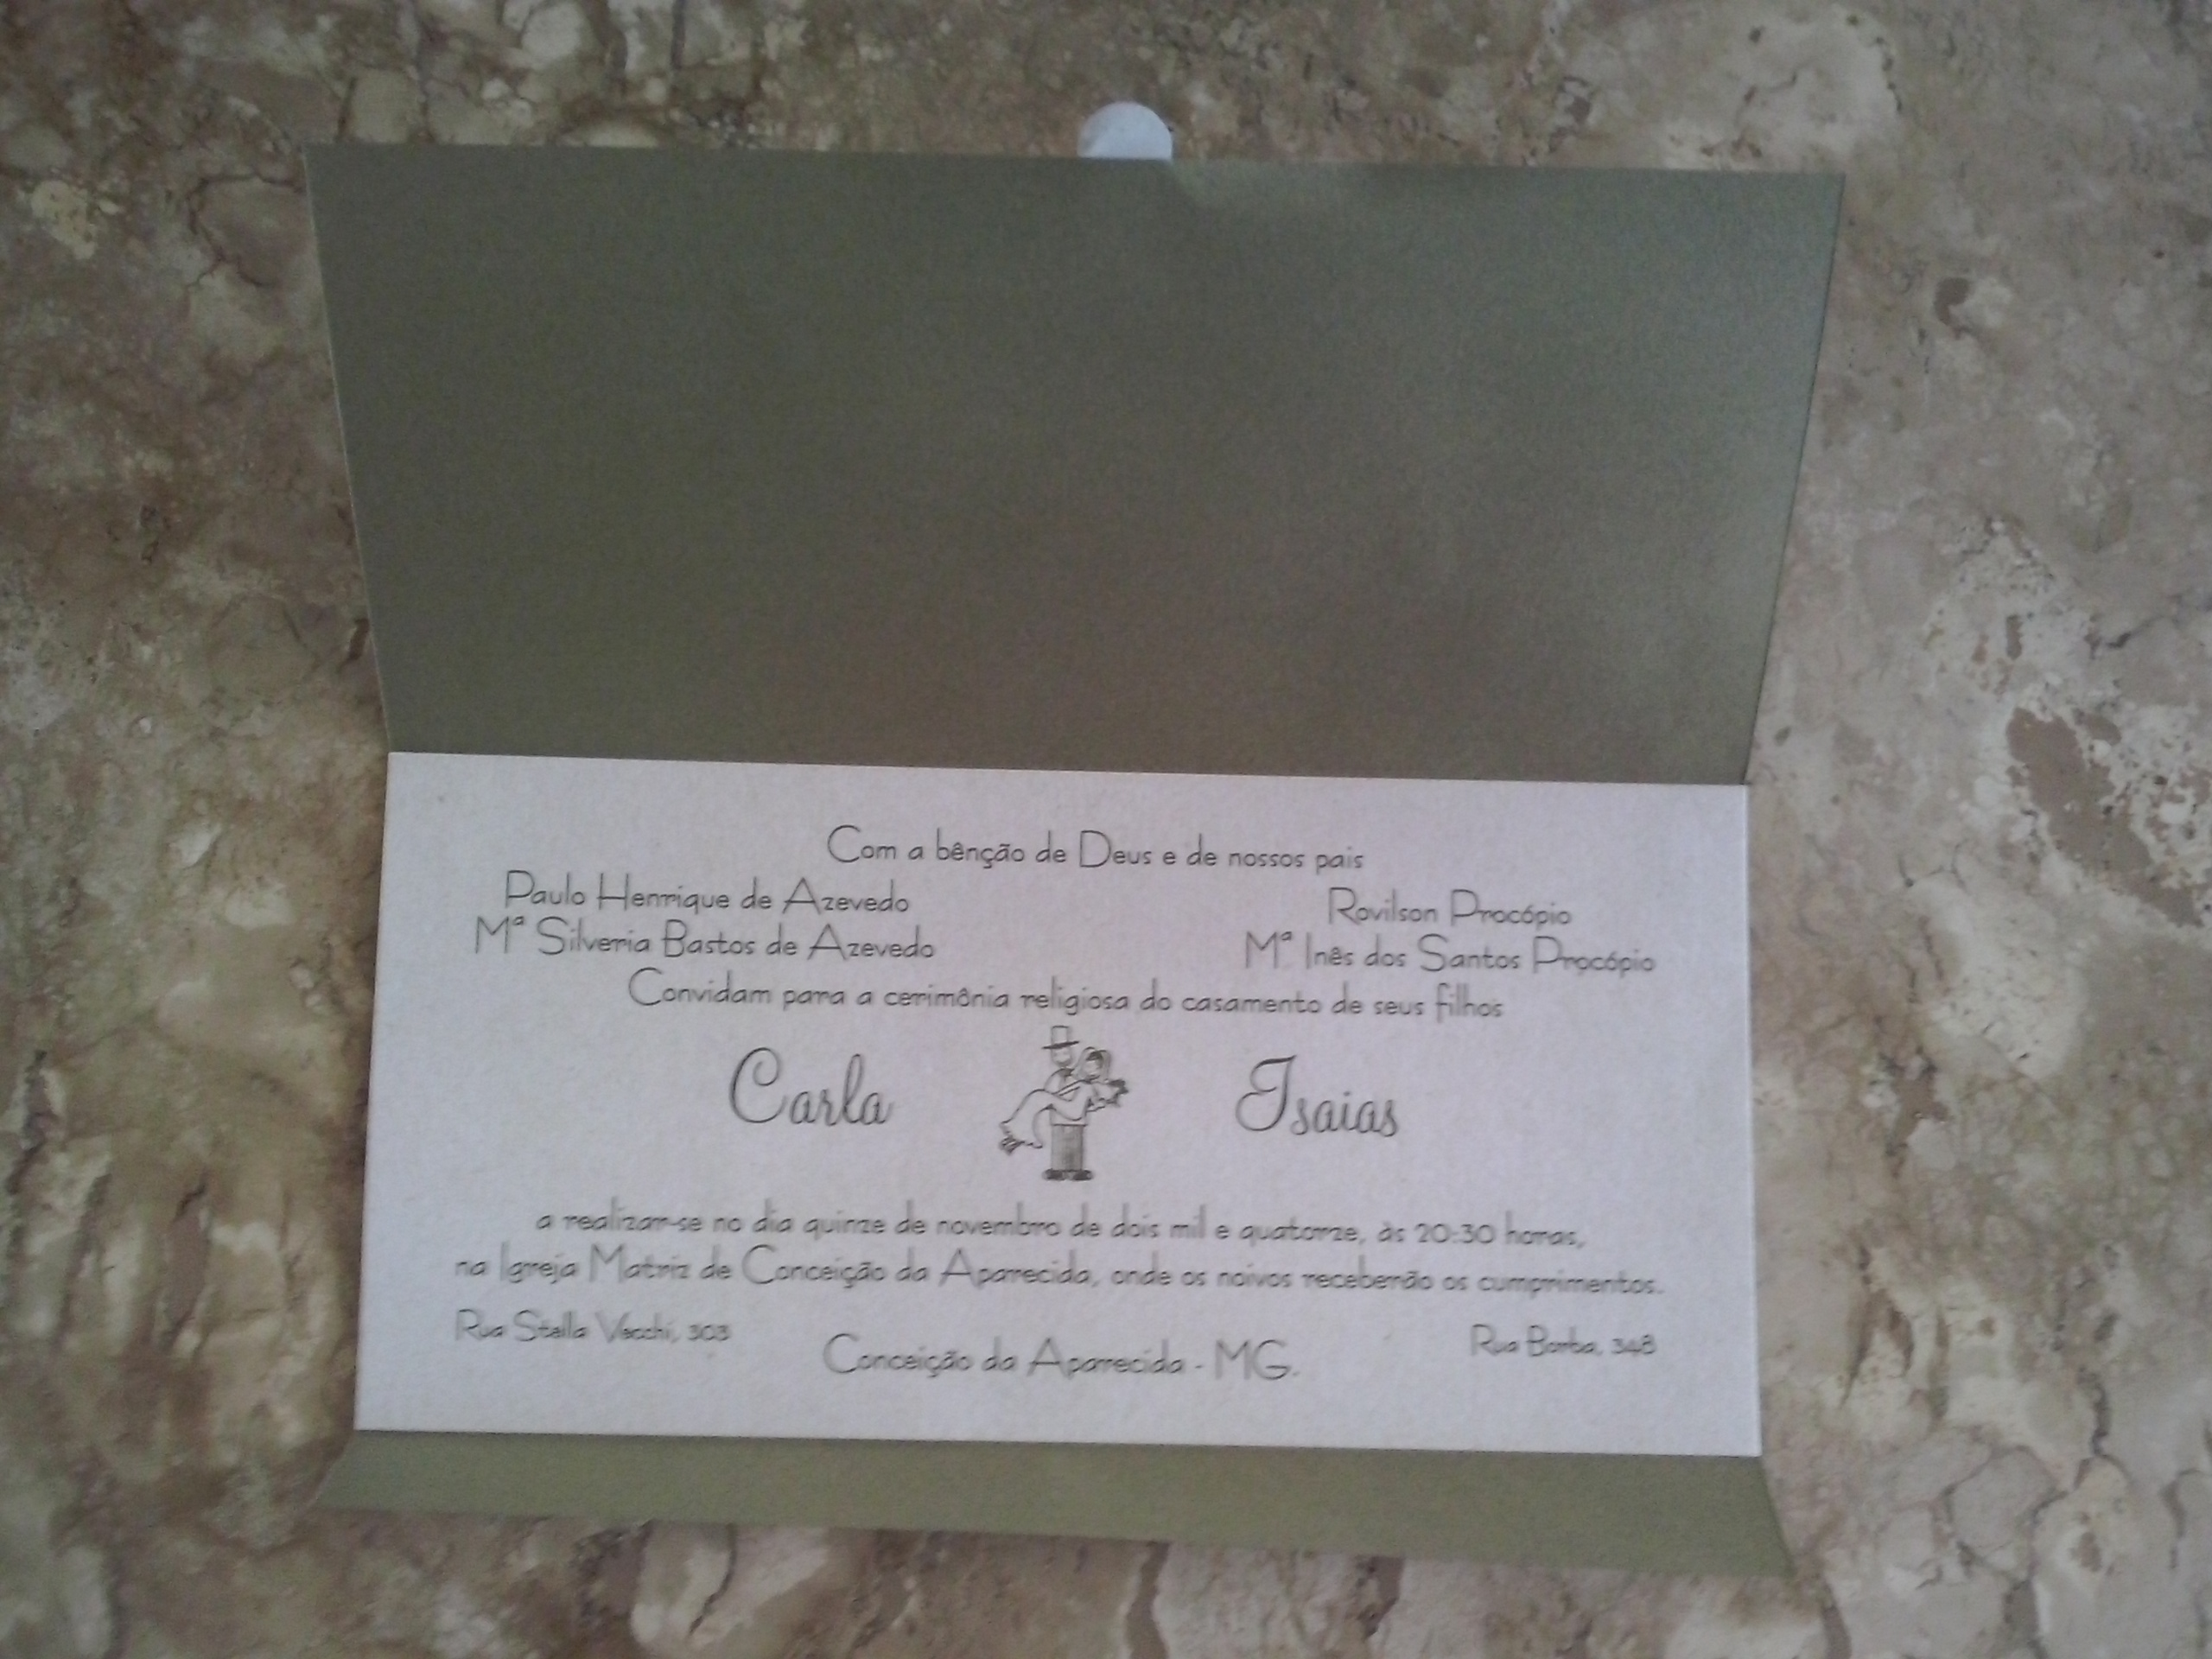 Com a bênção de Deus e de nossos pais
Paulo Henrique de Azevedo
Mª Silveria Bastos de Azevedo
Rovilson Procópio
Mª Inês dos Santos Procópio
Convidam para a cerimônia religiosa do casamento de seus filhos
Carla
Isaias
a realizar-se no dia quinze de novembro de dois mil e quatorze, às 20:30 horas,
na Igreja Matriz de Conceição da Aparecida, onde os noivos receberão os cumprimentos.
Rua Stella Vecchi, 303
Rua Borba, 348
Conceição da Aparecida - MG.